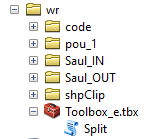 wr
code
pou_1
Saul_IN
Saul_OUT
shpClip
Toolbox_e.tbx
Split